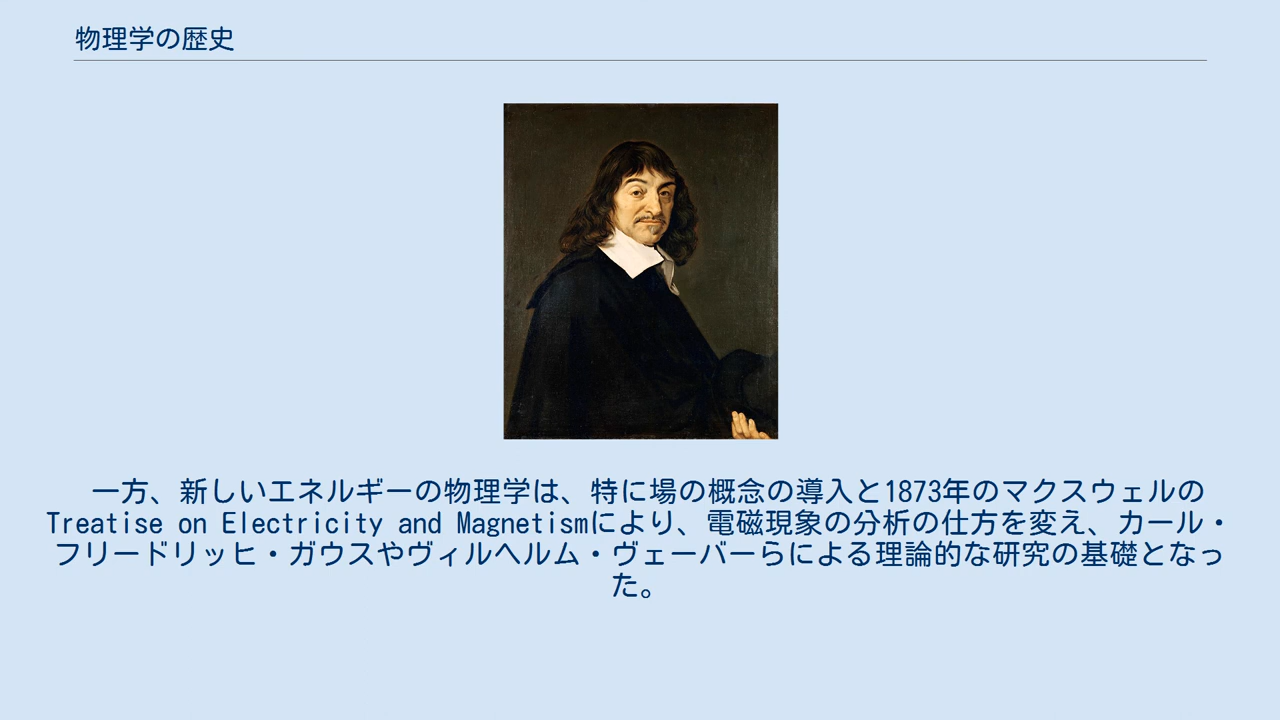 物理学の歴史
一方、新しいエネルギーの物理学は、特に場の概念の導入と1873年のマクスウェルの
Treatise on Electricity and Magnetismにより、電磁現象の分析の仕方を変え、カール・
フリードリッヒ・ガウスやヴィルヘルム・ヴェーバーらによる理論的な研究の基礎となっ
た。